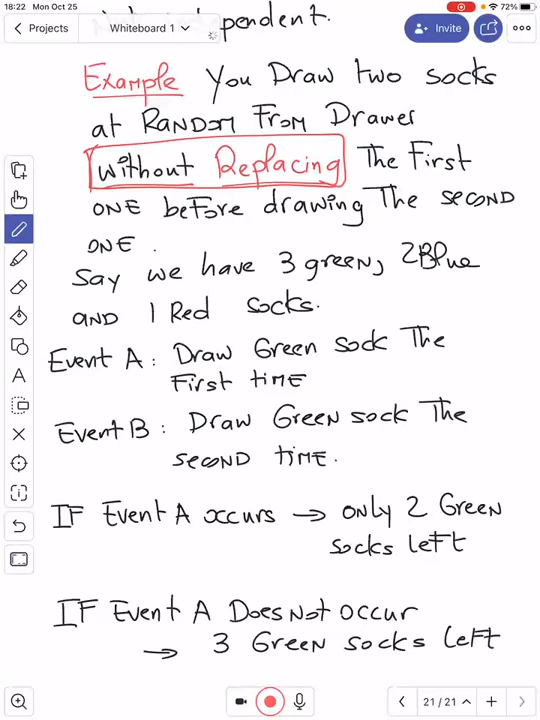 18:22 Mon Oct 25
72%
Projects
Whiteboard 1
Invite
Example You Draw two socks
at RANDOM From Drawer
without Replacing The First
ONE before drawing The second
ONE.
Say we have 3 green, 2Blue
AND 1 Red socks.
Event A: Draw Green sock The
First time
Event B: Draw Green sock The
second time.
IF Event A occurs → only 2 Green
socks left
IF Event A Does Not occur
→ 3 Green socks left
A
21/21